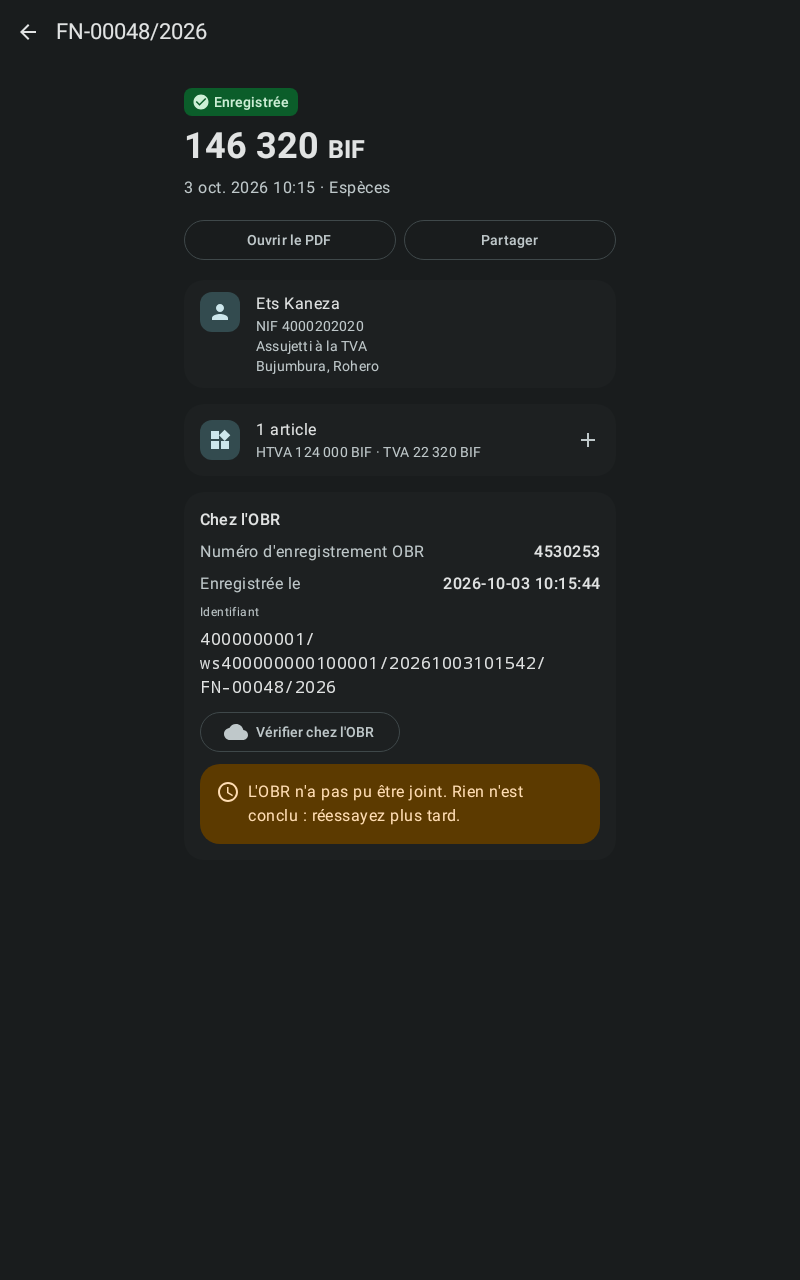 FN-00048/2026
Enregistrée
146 320 BIF
3 oct. 2026 10:15 · Espèces
Ouvrir le PDF
Partager
Ets Kaneza
NIF 4000202020
Assujetti à la TVA
Bujumbura, Rohero
1 article
HTVA 124 000 BIF · TVA 22 320 BIF
Chez l'OBR
Numéro d'enregistrement OBR 4530253
Enregistrée le 2026-10-03 10:15:44
Identifiant
4000000001/
ws400000000100001/20261003101542/
FN-00048/2026
Vérifier chez l'OBR
L'OBR n'a pas pu être joint. Rien n'est
conclu : réessayez plus tard.